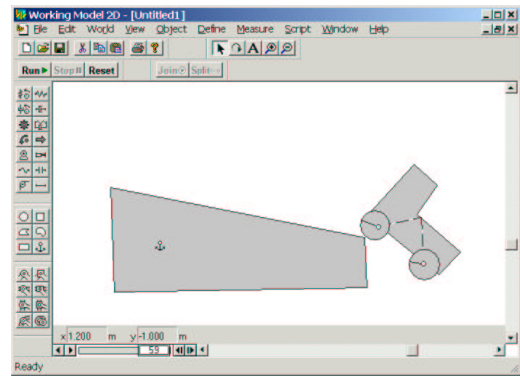 Working Model 2D - [Untitled1]
File Edit World View Object Define Measure Script Window Help
A
Run Stop Reset Join Split
x 1.200 m y -1.000 m
59
Ready